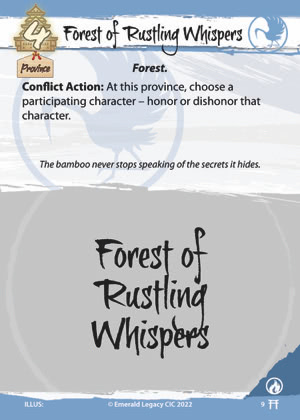 Forest of Rustling Whispers
4
Province
Forest.
Conflict Action: At this province, choose a
participating character – honor or dishonor that
character.
The bamboo never stops speaking of the secrets it hides.
Forest of
Rustling
Whispers
ILLUS:
© Emerald Legacy CIC 2022
9